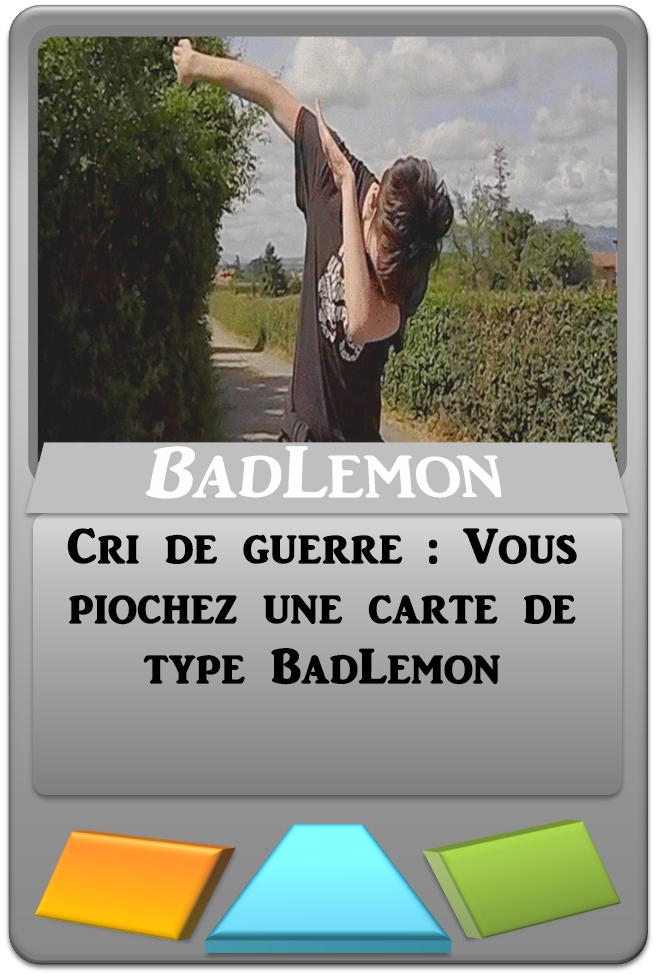 BadLemon
Cri de guerre : Vous
piochez une carte de
type BadLemon